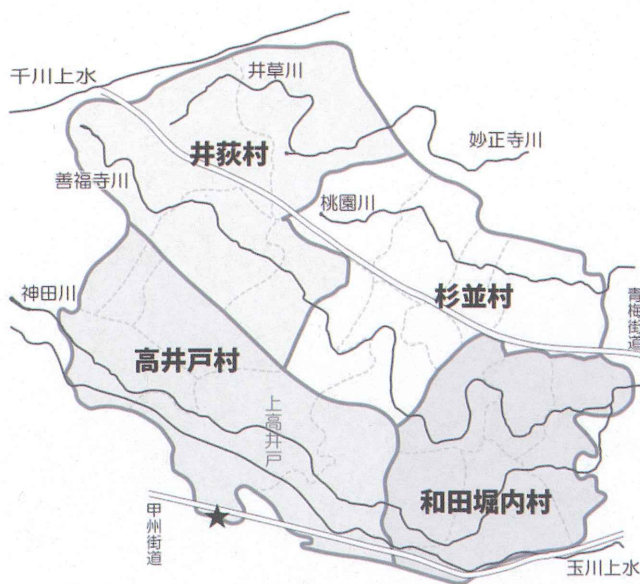 千川上水
井草川
妙正寺川
井荻村
善福寺川
桃園川
神田川
杉並村
青梅街道
高井戸村
上高井戸
和田堀内村
甲州街道
玉川上水